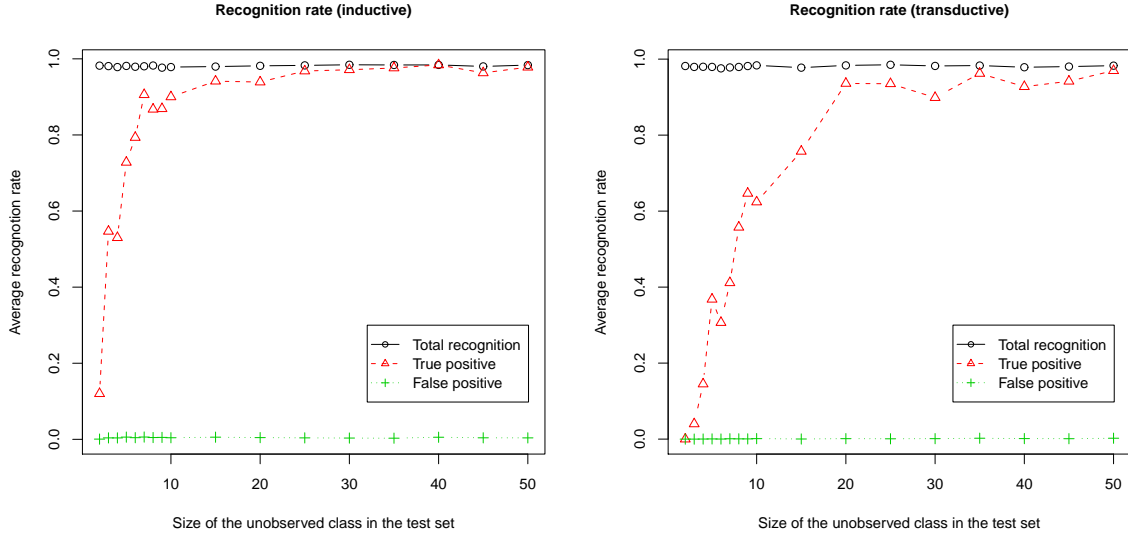 Recognition rate (inductive)
Average recognotion rate
1.0
0.8
0.6
0.4
0.2
0.0
Total recognition
True positive
False positive
10 20 30 40 50
Size of the unobserved class in the test set
Recognition rate (transductive)
Average recognotion rate
1.0
0.8
0.6
0.4
0.2
0.0
Total recognition
True positive
False positive
10 20 30 40 50
Size of the unobserved class in the test set